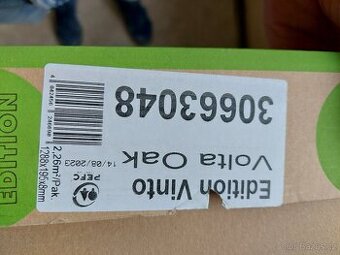 Edition Vinto
Volta Oak
14/08/2023
30663048
PEFC
2,26m²/Pak
1288x195x8mm
EDITION